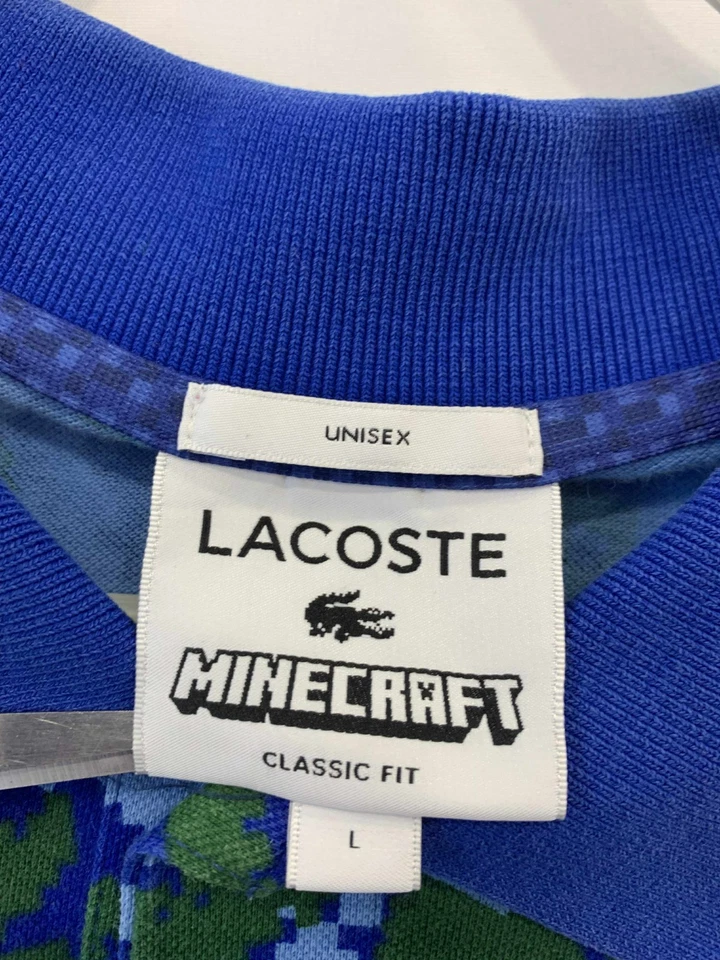 UNISEX
LACOSTE
MINECRAFT
CLASSIC FIT
L